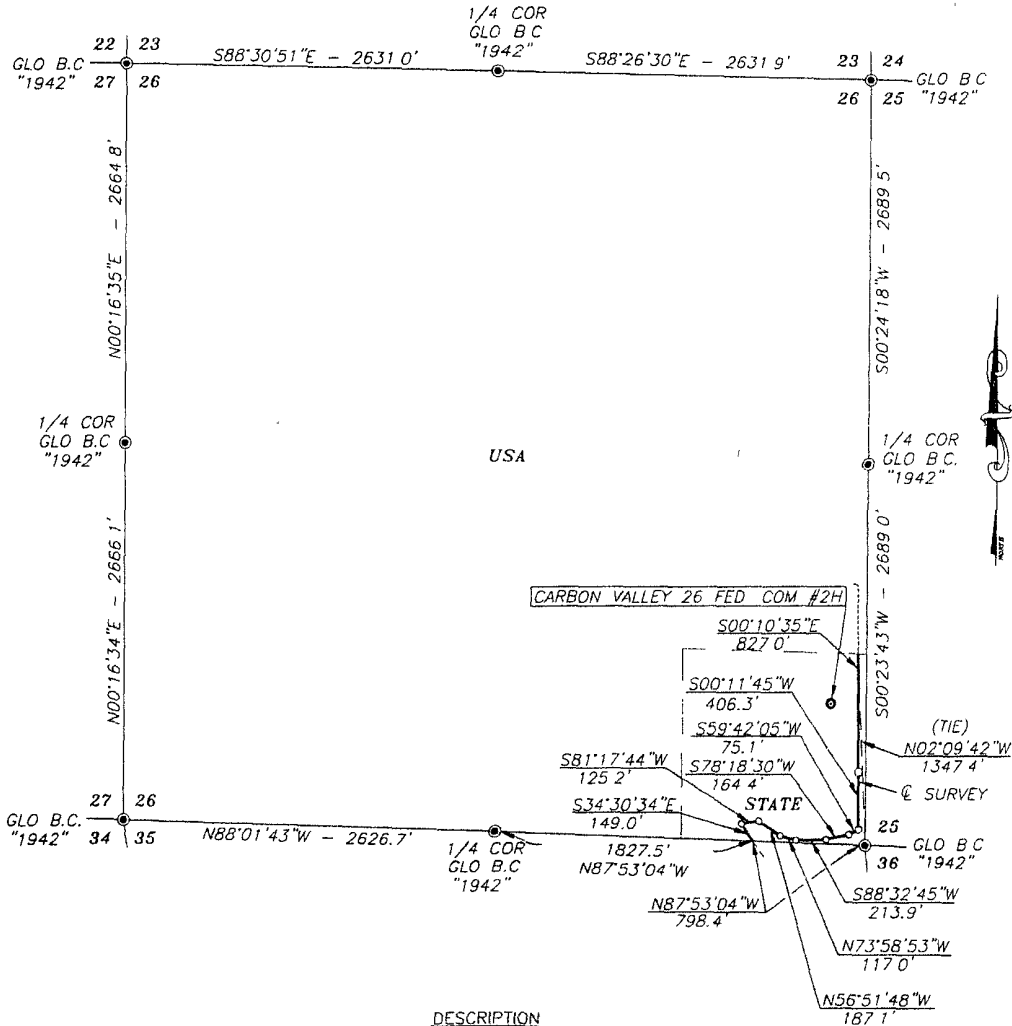 1/4 COR
GLO B C
"1942"
22 23
S88°30'51"E - 2631 0'
S88°26'30"E - 2631 9'
23 24
GLO B.C
"1942"
27 26
26 25
GLO B C
"1942"
N00°16'35"E - 2664 8'
S00°24'18"W - 2689 5'
1/4 COR
GLO B.C
"1942"
USA
1/4 COR
GLO B C.
"1942"
N00°16'34"E - 2666 1'
S00°23'43"W - 2689 0'
CARBON VALLEY 26 FED COM #2H
S00°10'35"E
827 0'
S00°11'45"W
406.3'
(TIE)
N02°09'42"W
1347 4'
S59°42'05"W
75.1'
S81°17'44"W
125 2'
S78°18'30"W
164 4'
℄ SURVEY
S34°30'34"E
149.0'
STATE
27 26
GLO B.C.
"1942"
34 35
N88°01'43"W - 2626.7'
1/4 COR
GLO B.C
"1942"
1827.5'
N87°53'04"W
25
GLO B C
"1942"
36
N87°53'04"W
798.4'
S88°32'45"W
213.9'
N73°58'53"W
117 0'
N56°51'48"W
187 1'
DESCRIPTION